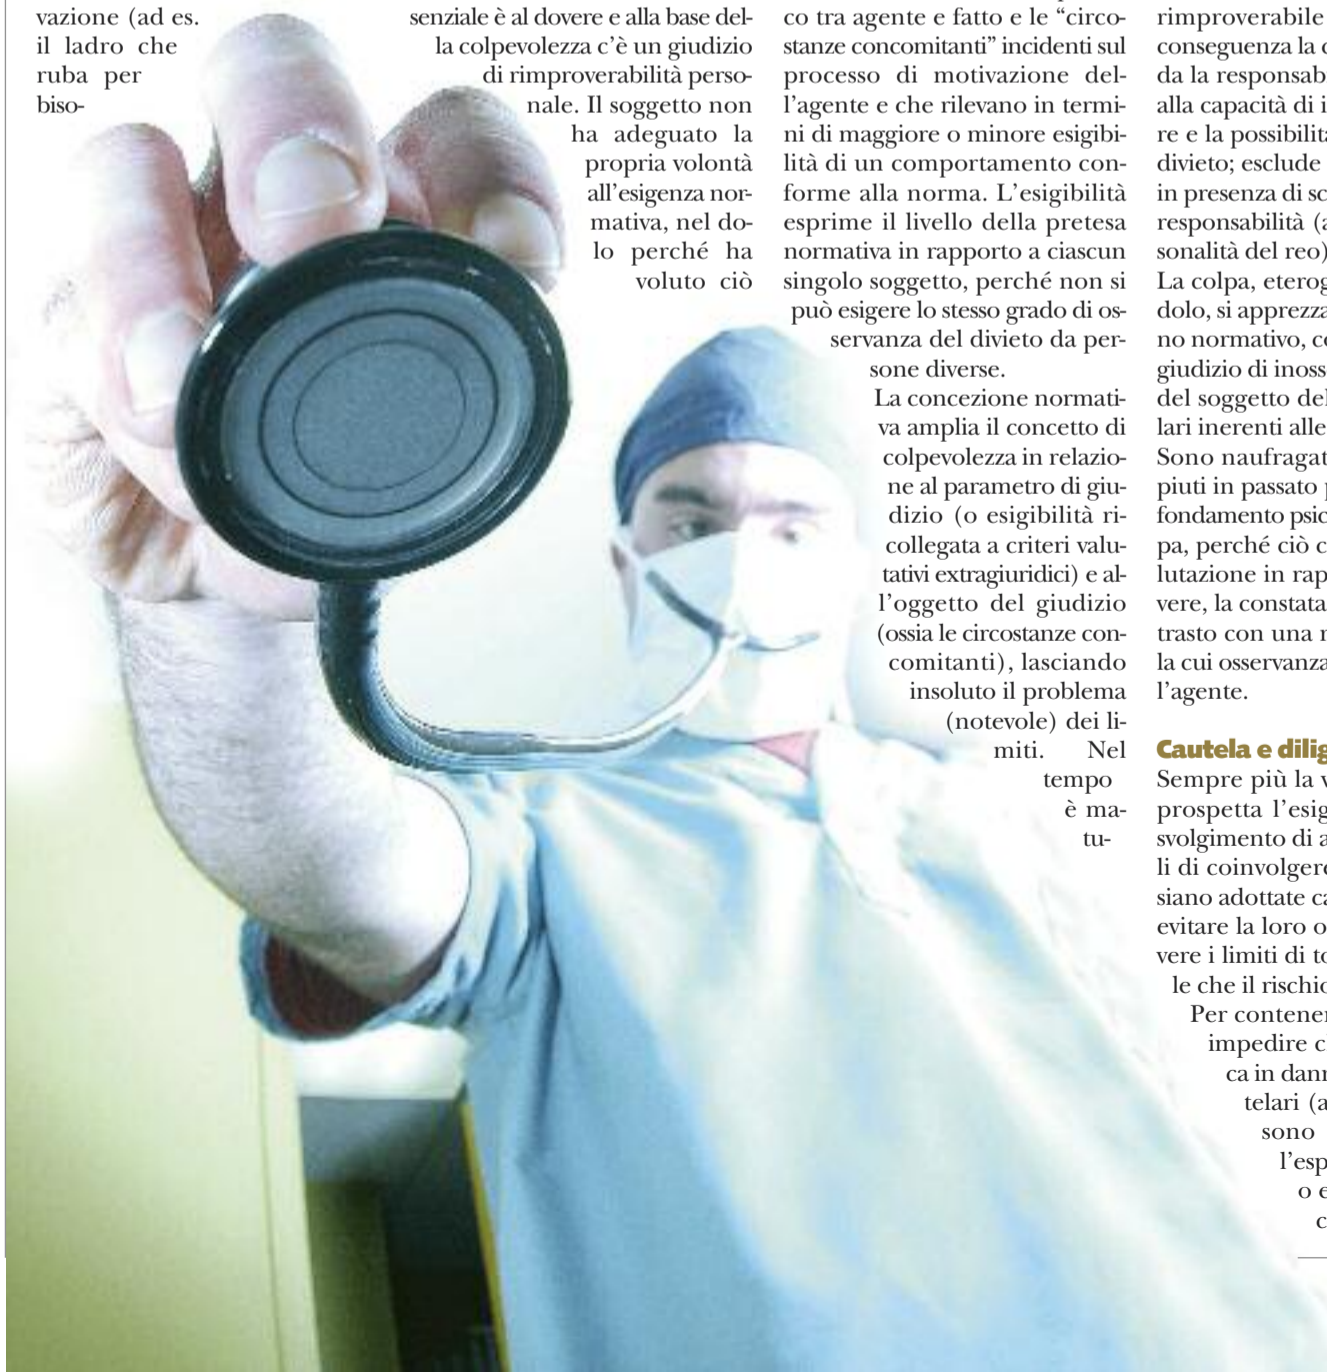 vazione (ad es.
il ladro che
ruba per
biso-
senziale è al dovere e alla base del-
la colpevolezza c’è un giudizio
di rimproverabilità perso-
nale. Il soggetto non
ha adeguato la
propria volontà
all’esigenza nor-
mativa, nel do-
lo perché ha
voluto ciò
co tra agente e fatto e le “circo-
stanze concomitanti” incidenti sul
processo di motivazione del-
l’agente e che rilevano in termi-
ni di maggiore o minore esigibi-
lità di un comportamento con-
forme alla norma. L’esigibilità
esprime il livello della pretesa
normativa in rapporto a ciascun
singolo soggetto, perché non si
può esigere lo stesso grado di os-
servanza del divieto da per-
sone diverse.
La concezione normati-
va amplia il concetto di
colpevolezza in relazio-
ne al parametro di giu-
dizio (o esigibilità ri-
collegata a criteri valu-
tativi extragiuridici) e al-
l’oggetto del giudizio
(ossia le circostanze con-
comitanti), lasciando
insoluto il problema
(notevole) dei li-
miti. Nel
tempo
è ma-
tu-
rimproverabile
conseguenza la
da la responsab
alla capacità di i
re e la possibilit
divieto; esclude
in presenza di sc
responsabilità (a
sonalità del reo)
La colpa, eterog
dolo, si apprezza
no normativo, co
giudizio di inoss
del soggetto del
lari inerenti alle
Sono naufragat
piuti in passato p
fondamento psic
pa, perché ciò c
lutazione in rap
vere, la constata
trasto con una
la cui osservanza
l’agente.
Cautela e dilig
Sempre più la v
prospetta l’esig
svolgimento di a
li di coinvolgere
siano adottate ca
evitare la loro o
vere i limiti di to
le che il rischio
Per contener
impedire c
ca in dann
telari (a
sono
l’esp
o e
c